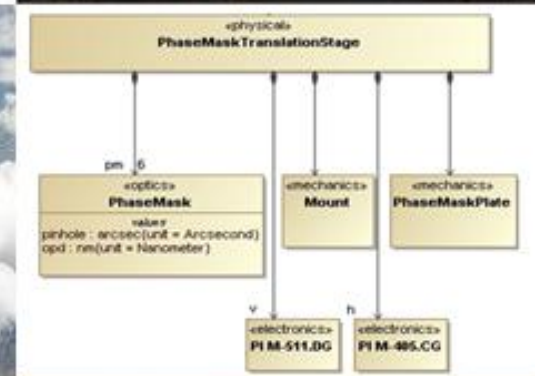 «physical»
PhaseMaskTranslationStage
pm 6
«optics»
PhaseMask
values
pinhole : arcsec(unit = Arcsecond)
opd : nm(unit = Nanometer)
«mechanics»
Mount
«mechanics»
PhaseMaskPlate
v
h
«electronics»
PI M-511.DG
«electronics»
PI M-405.CG